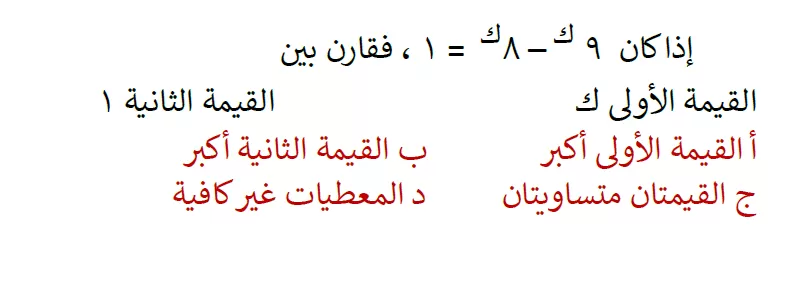 إذا كان ٩ ك – ٨ ك = ١ ، فقارن بين
القيمة الأولى ك القيمة الثانية ١
أ القيمة الأولى أكبر ب القيمة الثانية أكبر
ج القيمتان متساويتان د المعطيات غير كافية